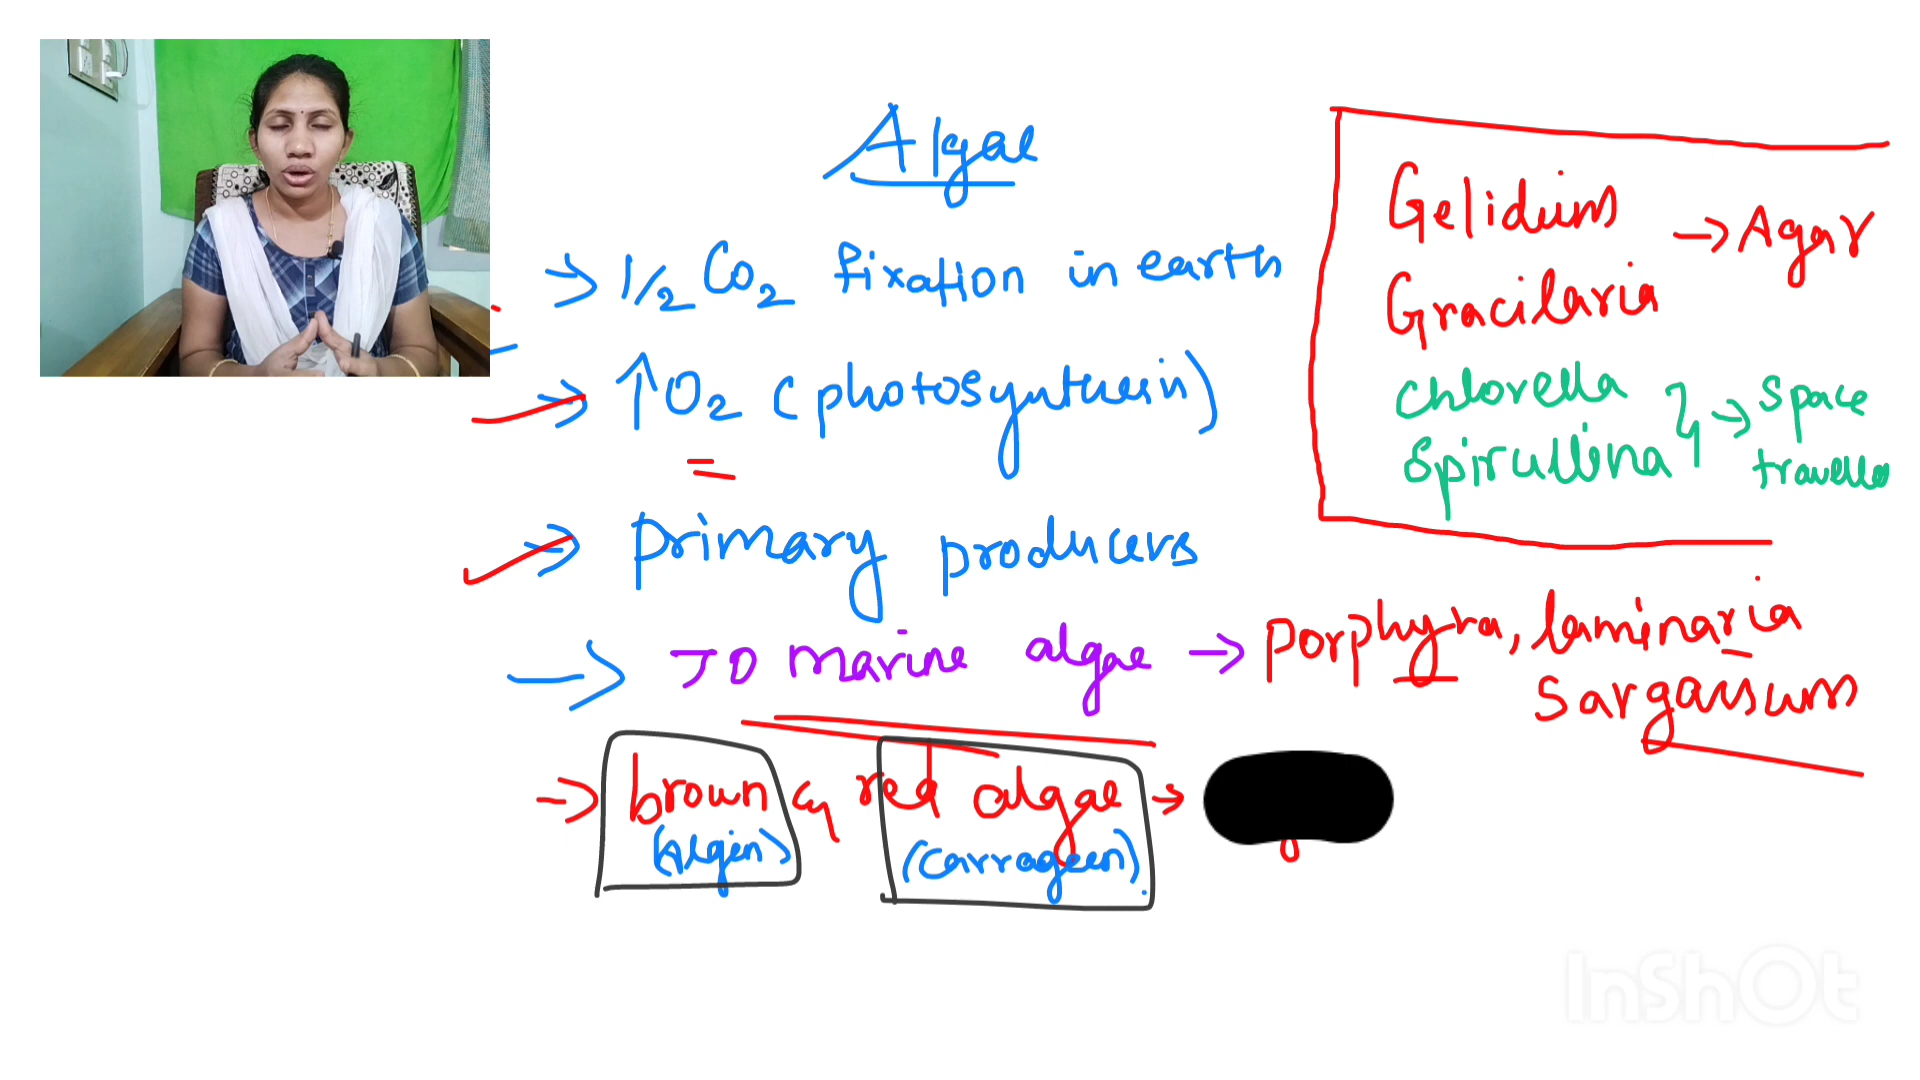 Algae
→ 1/2 CO2 fixation in earth
→ ↑O2 (photosynthesis)
→ primary producers
→ 70 marine algae → porphyra, laminaria
Sargassum
→ brown & red algae →
(Algin) (Carrageen)
Gelidium
→ Agar
Gracilaria
chlorella
Spirullina } → Space
travellers
InShOt